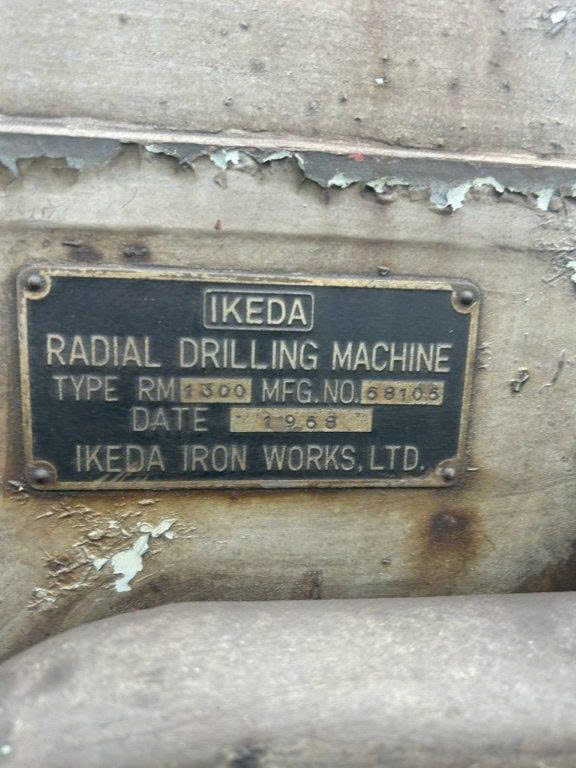 IKEDA
RADIAL DRILLING MACHINE
TYPE RM 1300 MFG. NO. 68105
DATE 1968
IKEDA IRON WORKS, LTD.